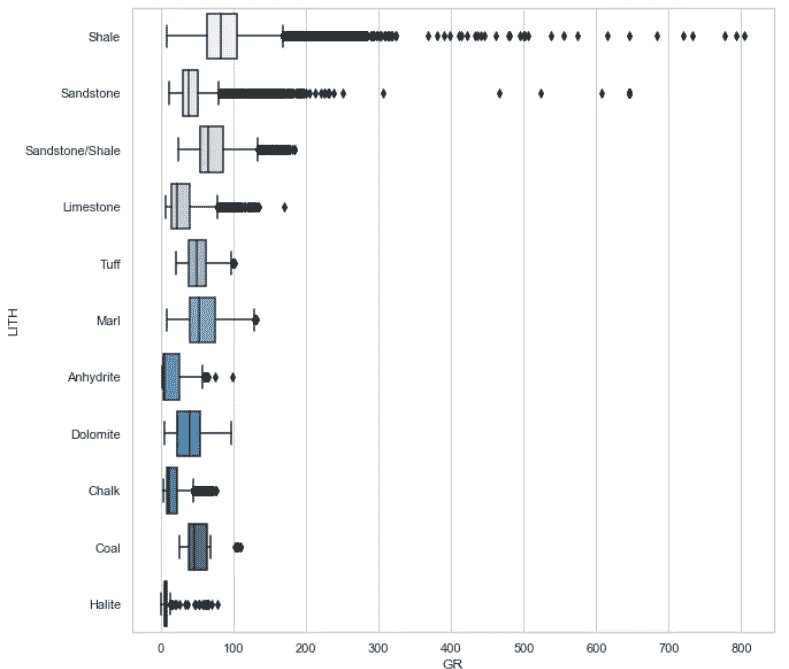 Shale
Sandstone
Sandstone/Shale
Limestone
Tuff
Marl
LITH
Anhydrite
Dolomite
Chalk
Coal
Halite
0 100 200 300 400 500 600 700 800
GR